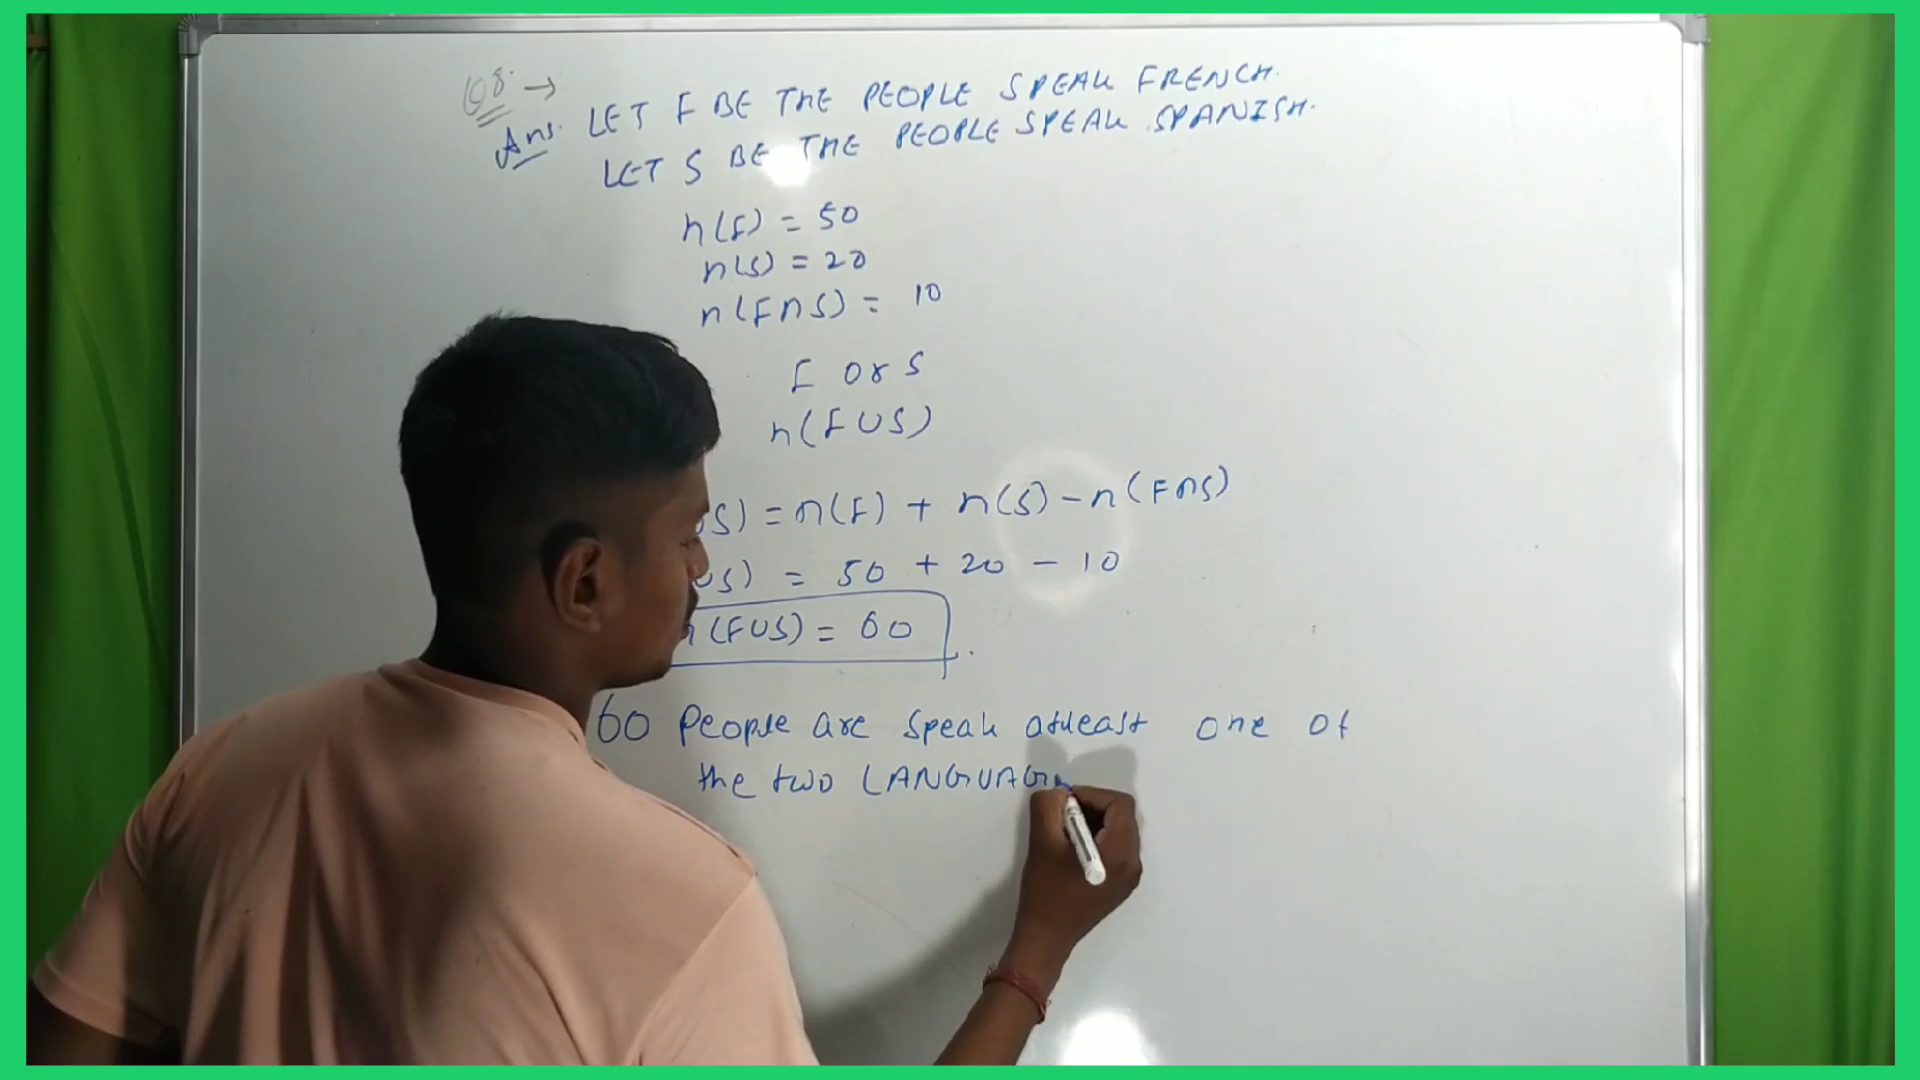 Q8. →
Ans. LET F BE THE PEOPLE SPEAK FRENCH.
LET S BE THE PEOPLE SPEAK SPANISH.
n(F) = 50
n(S) = 20
n(F∩S) = 10
F or S
n(F∪S)
∪S) = n(F) + n(S) - n(F∩S)
∪S) = 50 + 20 - 10
n(F∪S) = 60
60 People are Speak atleast one of
the two LANGUAG